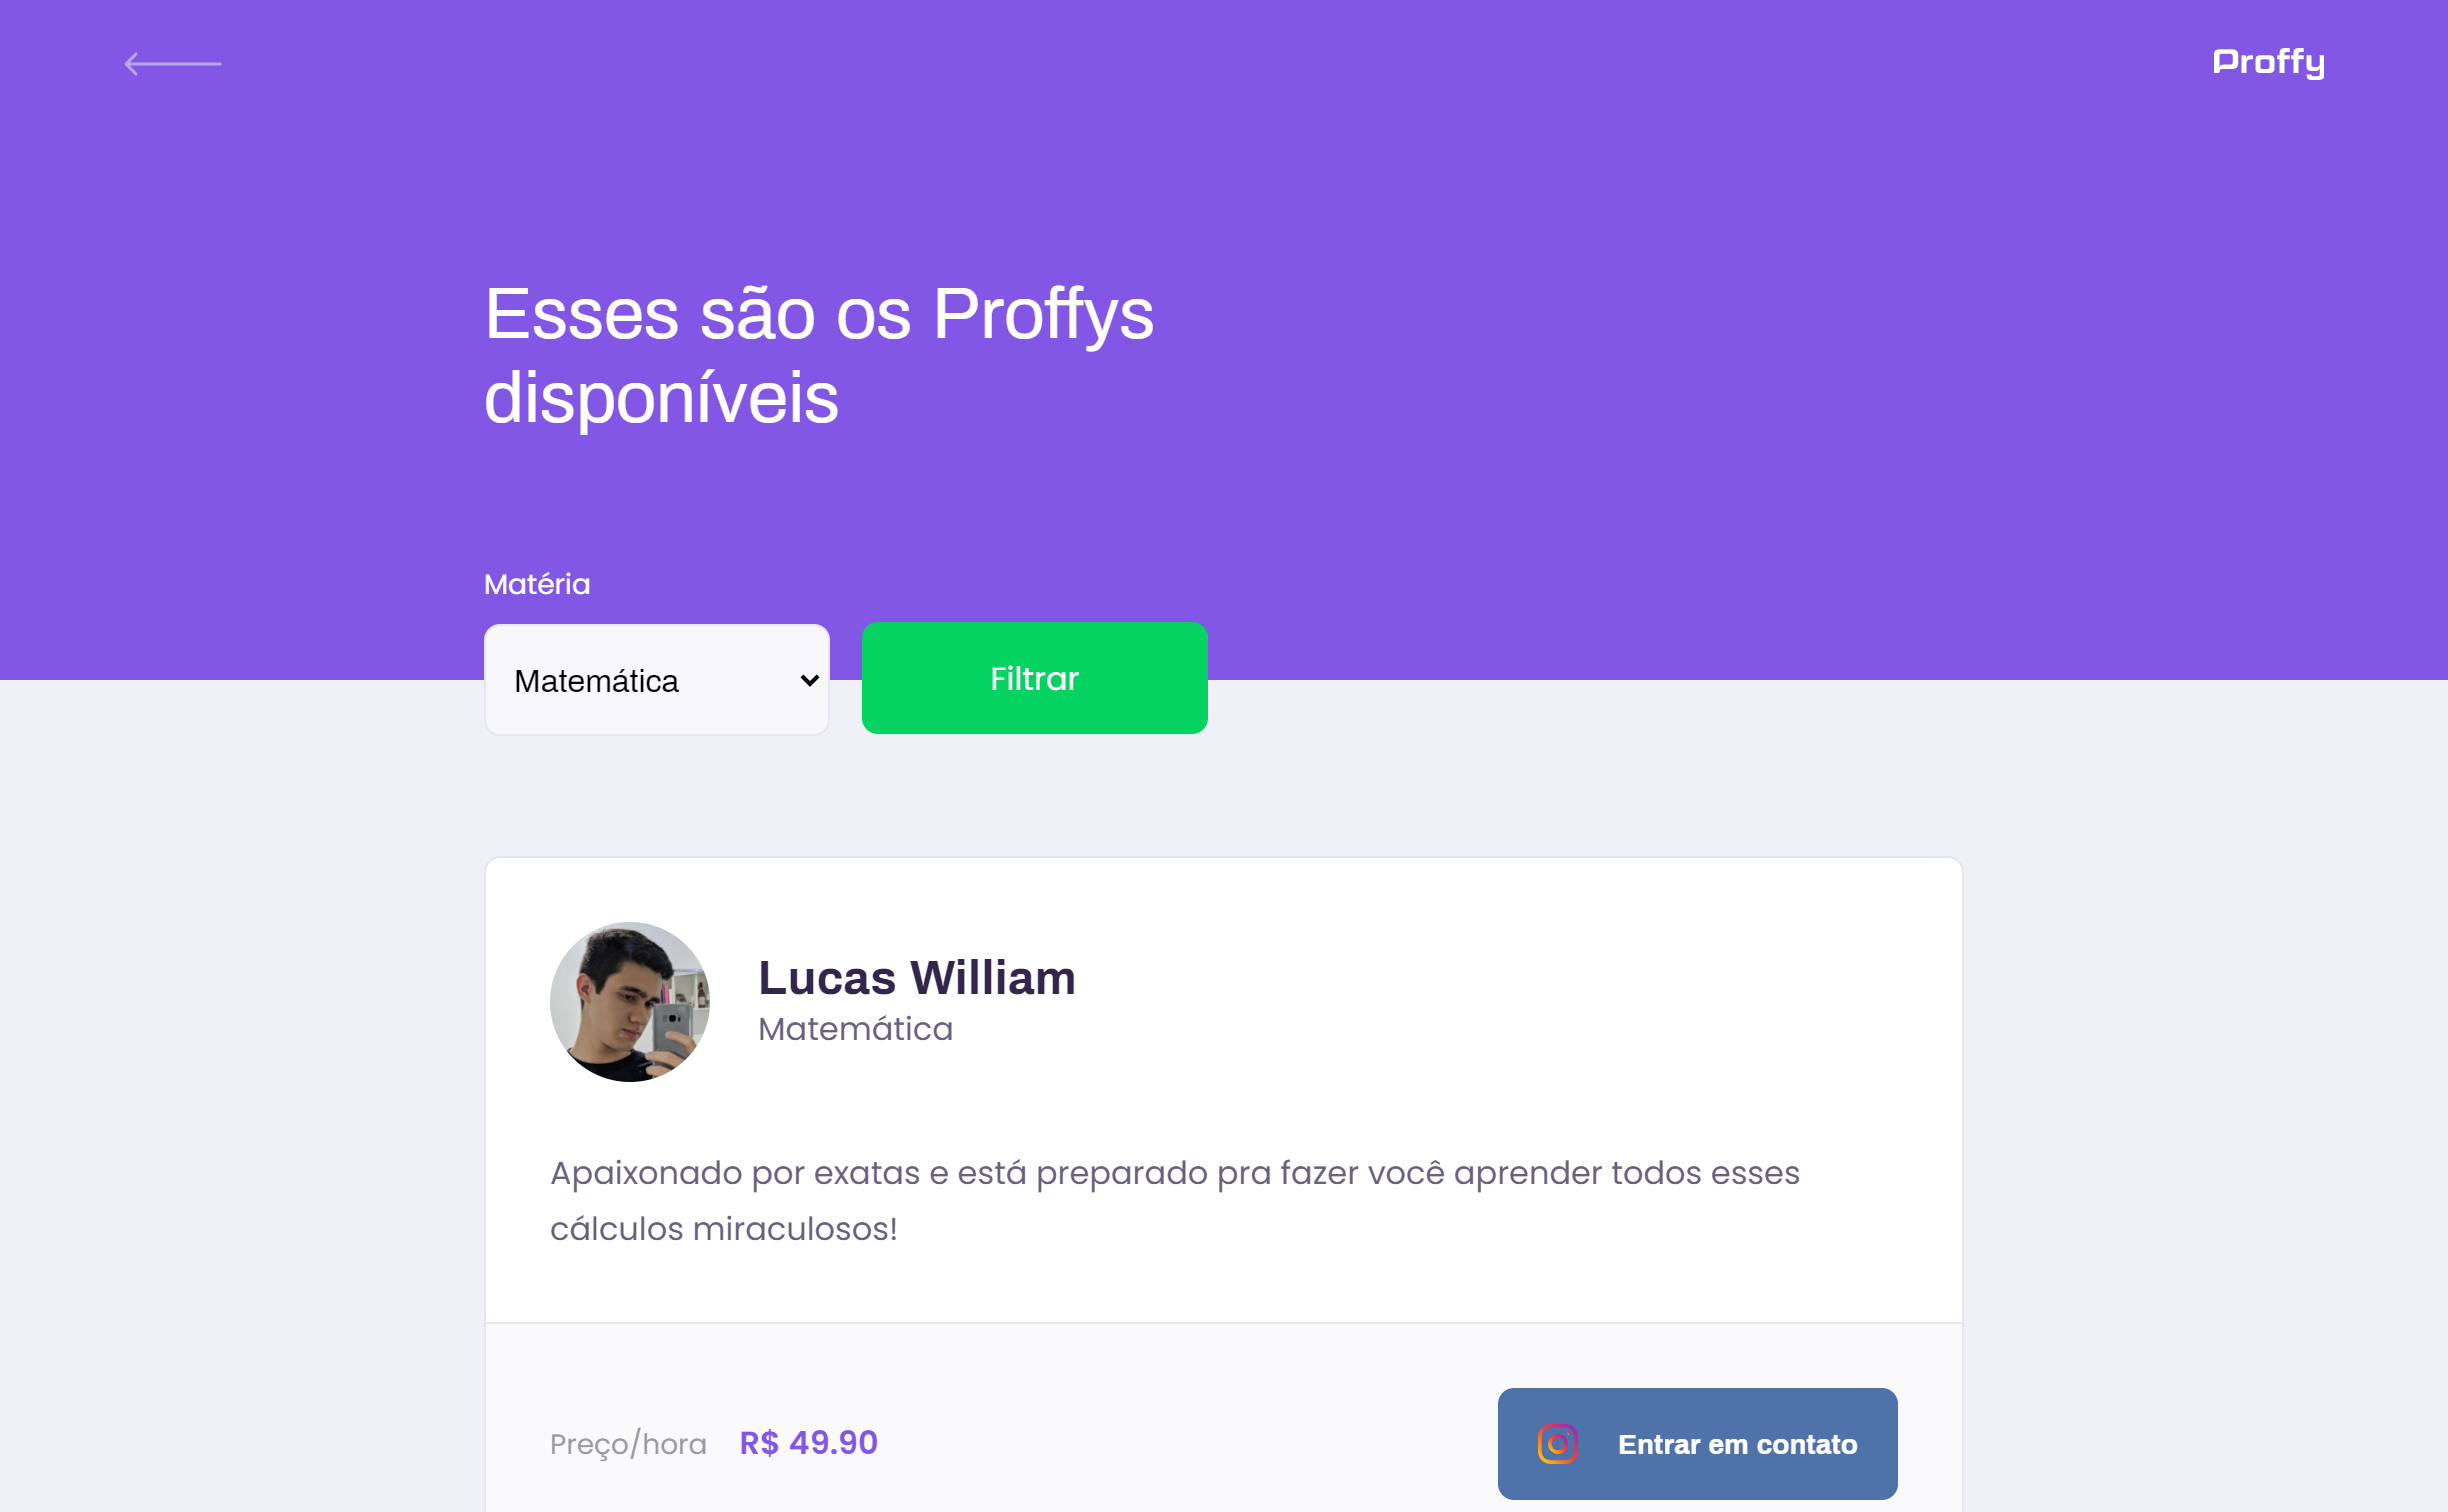 Proffy
Esses são os Proffys
disponíveis
Matéria
Matemática
Filtrar
Lucas William
Matemática
Apaixonado por exatas e está preparado pra fazer você aprender todos esses
cálculos miraculosos!
Preço/hora R$ 49.90
Entrar em contato